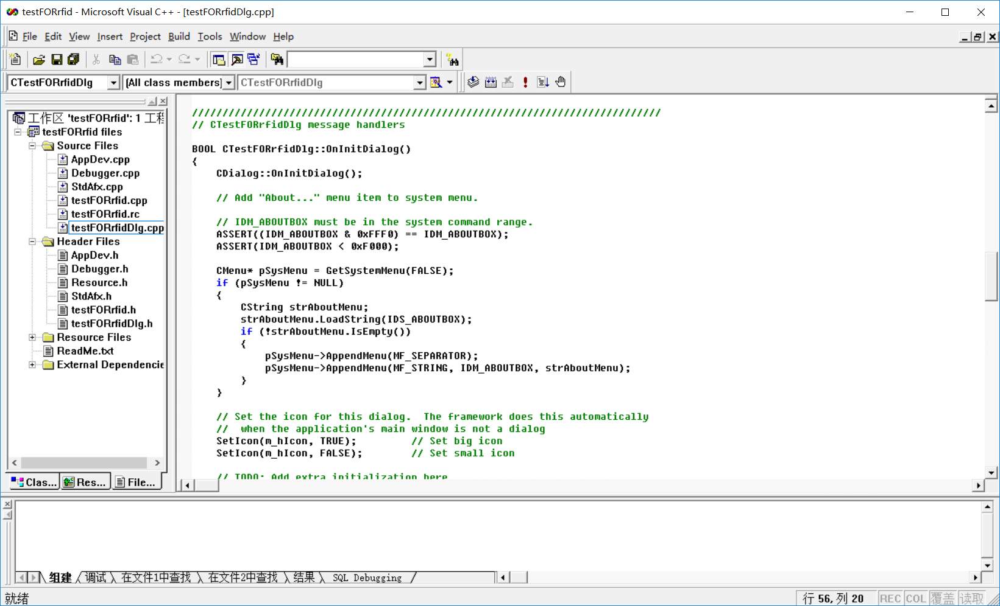 testFORrfid - Microsoft Visual C++ - [testFORrfidDlg.cpp]
File Edit View Insert Project Build Tools Window Help
CTestFORrfidDlg [All class members] CTestFORrfidDlg
工作区 'testFORrfid': 1 工程
testFORrfid files
Source Files
AppDev.cpp
Debugger.cpp
StdAfx.cpp
testFORrfid.cpp
testFORrfid.rc
testFORrfidDlg.cpp
Header Files
AppDev.h
Debugger.h
Resource.h
StdAfx.h
testFORrfid.h
testFORrfidDlg.h
Resource Files
ReadMe.txt
External Dependencie
Clas... Res... File...
/////////////////////////////////////////////////////////////////////////////
// CTestFORrfidDlg message handlers
BOOL CTestFORrfidDlg::OnInitDialog()
{
CDialog::OnInitDialog();
// Add "About..." menu item to system menu.
// IDM_ABOUTBOX must be in the system command range.
ASSERT((IDM_ABOUTBOX & 0xFFF0) == IDM_ABOUTBOX);
ASSERT(IDM_ABOUTBOX < 0xF000);
CMenu* pSysMenu = GetSystemMenu(FALSE);
if (pSysMenu != NULL)
{
CString strAboutMenu;
strAboutMenu.LoadString(IDS_ABOUTBOX);
if (!strAboutMenu.IsEmpty())
{
pSysMenu->AppendMenu(MF_SEPARATOR);
pSysMenu->AppendMenu(MF_STRING, IDM_ABOUTBOX, strAboutMenu);
}
}
// Set the icon for this dialog.  The framework does this automatically
//  when the application's main window is not a dialog
SetIcon(m_hIcon, TRUE);         // Set big icon
SetIcon(m_hIcon, FALSE);        // Set small icon
// TODO: Add extra initialization here
组建 调试 在文件1中查找 在文件2中查找 结果 SQL Debugging
就绪 行 56, 列 20 REC COL 覆盖 读取